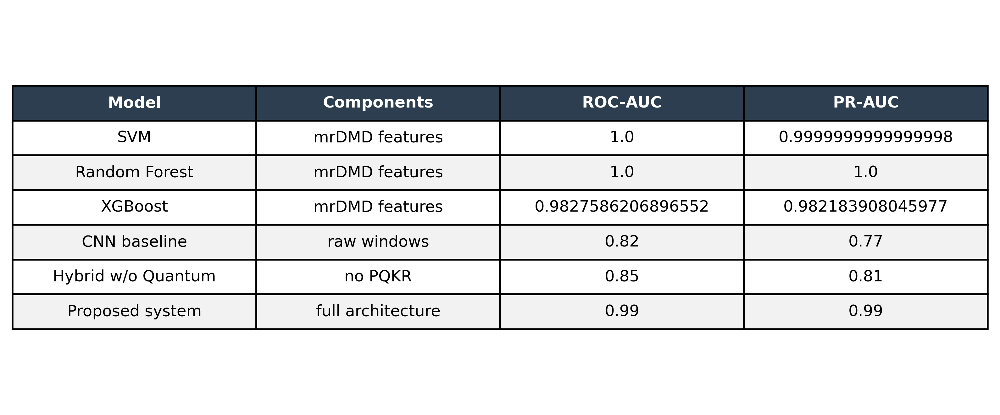 Model Components ROC-AUC PR-AUC
SVM mrDMD features 1.0 0.9999999999999998
Random Forest mrDMD features 1.0 1.0
XGBoost mrDMD features 0.9827586206896552 0.982183908045977
CNN baseline raw windows 0.82 0.77
Hybrid w/o Quantum no PQKR 0.85 0.81
Proposed system full architecture 0.99 0.99